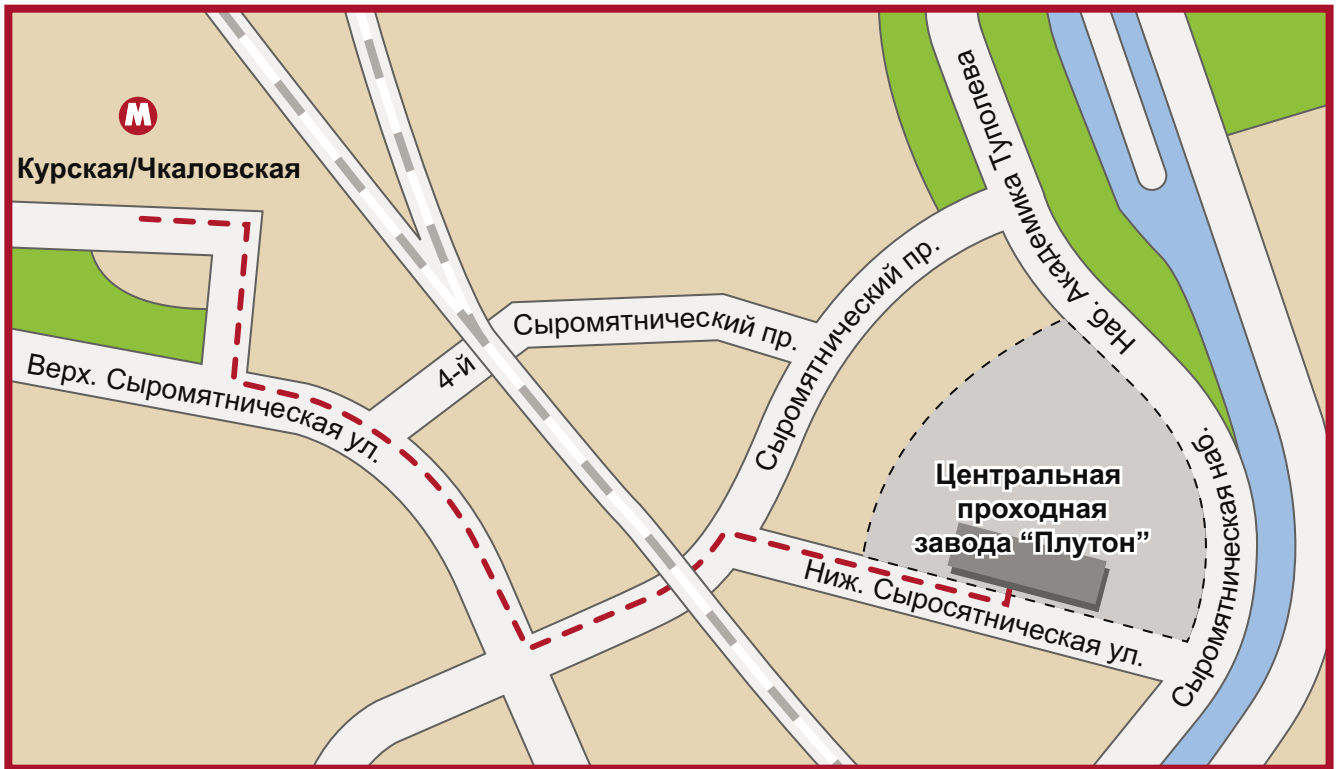 М
Курская/Чкаловская
Верх. Сыромятническая ул.
4-й
Сыромятнический пр.
Сыромятнический пр.
Наб. Академика Туполева
Центральная
проходная
завода “Плутон”
Ниж. Сыросятническая ул.
Сыромятническая наб.